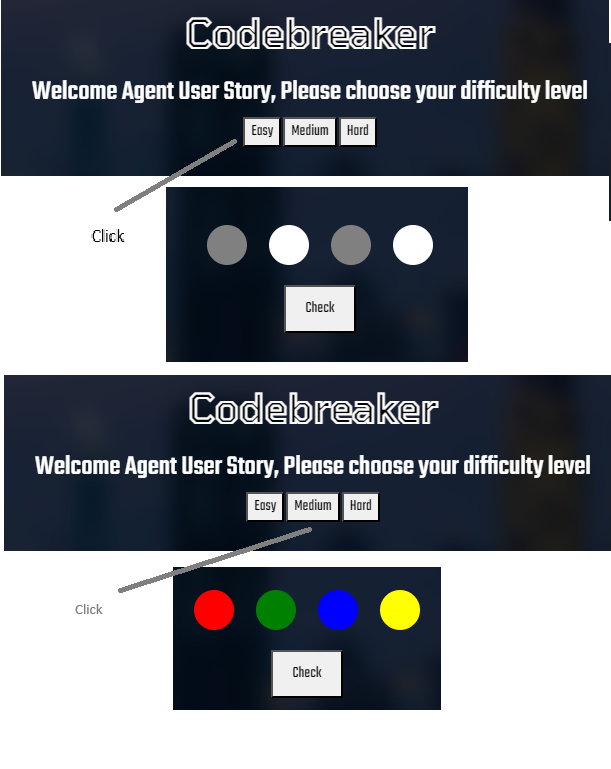 Codebreaker
Welcome Agent User Story, Please choose your difficulty level
Easy Medium Hard
Click
Check
Codebreaker
Welcome Agent User Story, Please choose your difficulty level
Easy Medium Hard
Click
Check